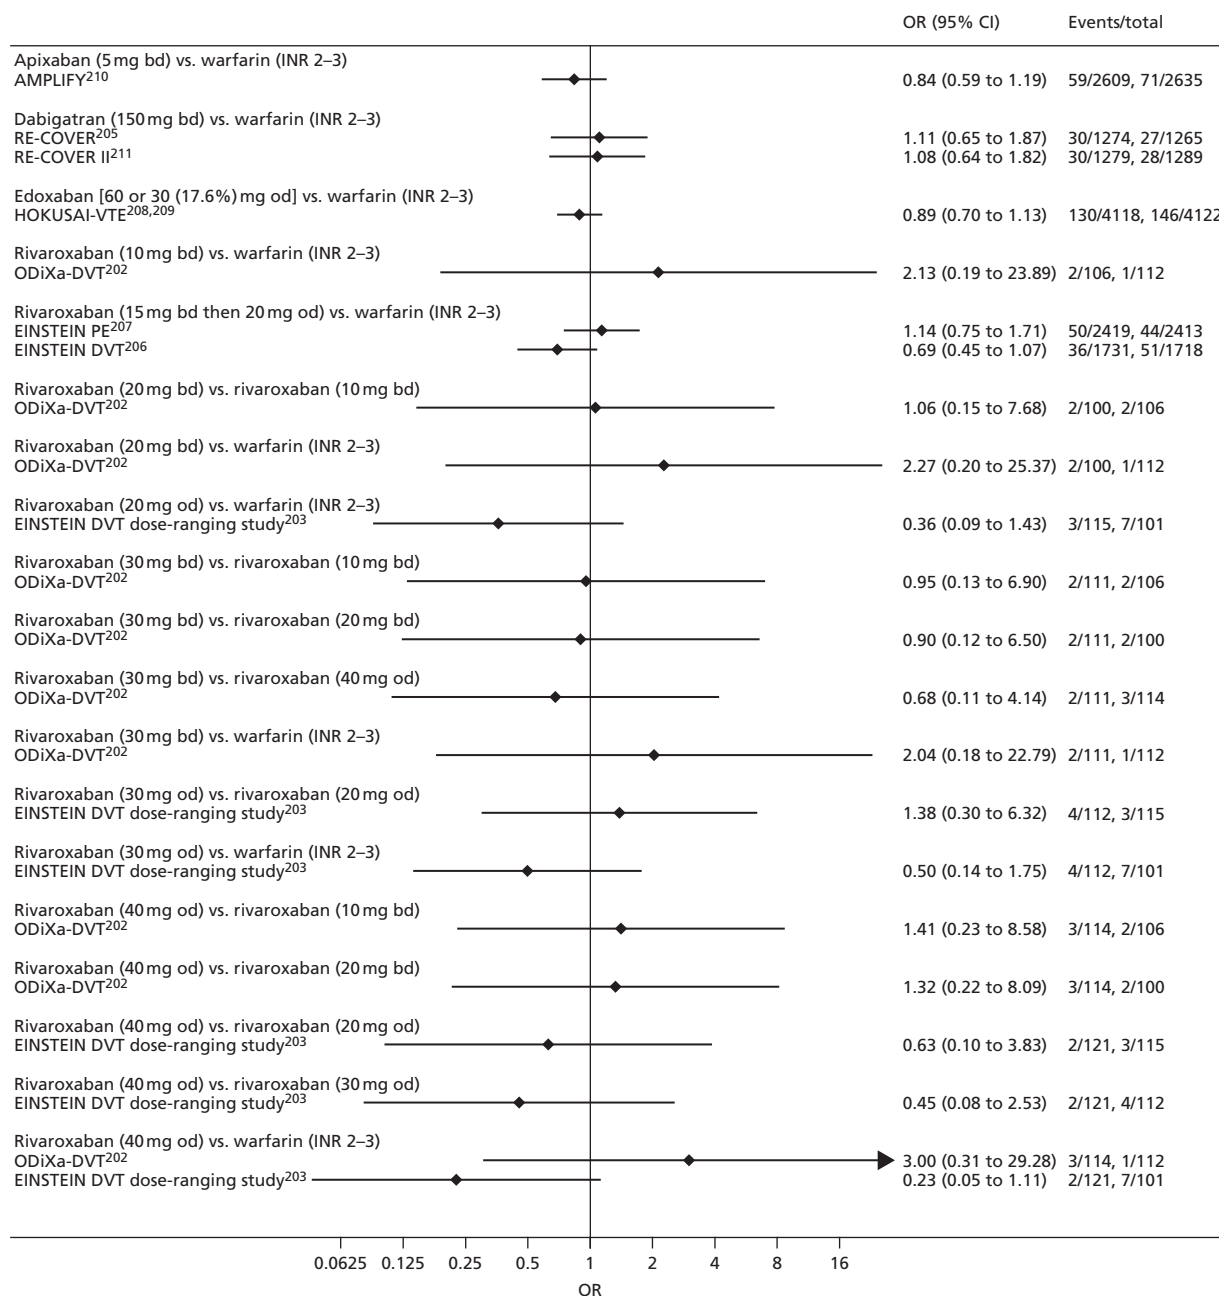 OR (95% CI) Events/total
Apixaban (5 mg bd) vs. warfarin (INR 2–3)
AMPLIFY210 0.84 (0.59 to 1.19) 59/2609, 71/2635
Dabigatran (150 mg bd) vs. warfarin (INR 2–3)
RE-COVER205 1.11 (0.65 to 1.87) 30/1274, 27/1265
RE-COVER II211 1.08 (0.64 to 1.82) 30/1279, 28/1289
Edoxaban [60 or 30 (17.6%) mg od] vs. warfarin (INR 2–3)
HOKUSAI-VTE208,209 0.89 (0.70 to 1.13) 130/4118, 146/4122
Rivaroxaban (10 mg bd) vs. warfarin (INR 2–3)
ODiXa-DVT202 2.13 (0.19 to 23.89) 2/106, 1/112
Rivaroxaban (15 mg bd then 20 mg od) vs. warfarin (INR 2–3)
EINSTEIN PE207 1.14 (0.75 to 1.71) 50/2419, 44/2413
EINSTEIN DVT206 0.69 (0.45 to 1.07) 36/1731, 51/1718
Rivaroxaban (20 mg bd) vs. rivaroxaban (10 mg bd)
ODiXa-DVT202 1.06 (0.15 to 7.68) 2/100, 2/106
Rivaroxaban (20 mg bd) vs. warfarin (INR 2–3)
ODiXa-DVT202 2.27 (0.20 to 25.37) 2/100, 1/112
Rivaroxaban (20 mg od) vs. warfarin (INR 2–3)
EINSTEIN DVT dose-ranging study203 0.36 (0.09 to 1.43) 3/115, 7/101
Rivaroxaban (30 mg bd) vs. rivaroxaban (10 mg bd)
ODiXa-DVT202 0.95 (0.13 to 6.90) 2/111, 2/106
Rivaroxaban (30 mg bd) vs. rivaroxaban (20 mg bd)
ODiXa-DVT202 0.90 (0.12 to 6.50) 2/111, 2/100
Rivaroxaban (30 mg bd) vs. rivaroxaban (40 mg od)
ODiXa-DVT202 0.68 (0.11 to 4.14) 2/111, 3/114
Rivaroxaban (30 mg bd) vs. warfarin (INR 2–3)
ODiXa-DVT202 2.04 (0.18 to 22.79) 2/111, 1/112
Rivaroxaban (30 mg od) vs. rivaroxaban (20 mg od)
EINSTEIN DVT dose-ranging study203 1.38 (0.30 to 6.32) 4/112, 3/115
Rivaroxaban (30 mg od) vs. warfarin (INR 2–3)
EINSTEIN DVT dose-ranging study203 0.50 (0.14 to 1.75) 4/112, 7/101
Rivaroxaban (40 mg od) vs. rivaroxaban (10 mg bd)
ODiXa-DVT202 1.41 (0.23 to 8.58) 3/114, 2/106
Rivaroxaban (40 mg od) vs. rivaroxaban (20 mg bd)
ODiXa-DVT202 1.32 (0.22 to 8.09) 3/114, 2/100
Rivaroxaban (40 mg od) vs. rivaroxaban (20 mg od)
EINSTEIN DVT dose-ranging study203 0.63 (0.10 to 3.83) 2/121, 3/115
Rivaroxaban (40 mg od) vs. rivaroxaban (30 mg od)
EINSTEIN DVT dose-ranging study203 0.45 (0.08 to 2.53) 2/121, 4/112
Rivaroxaban (40 mg od) vs. warfarin (INR 2–3)
ODiXa-DVT202 3.00 (0.31 to 29.28) 3/114, 1/112
EINSTEIN DVT dose-ranging study203 0.23 (0.05 to 1.11) 2/121, 7/101
0.0625 0.125 0.25 0.5 1 2 4 8 16
OR